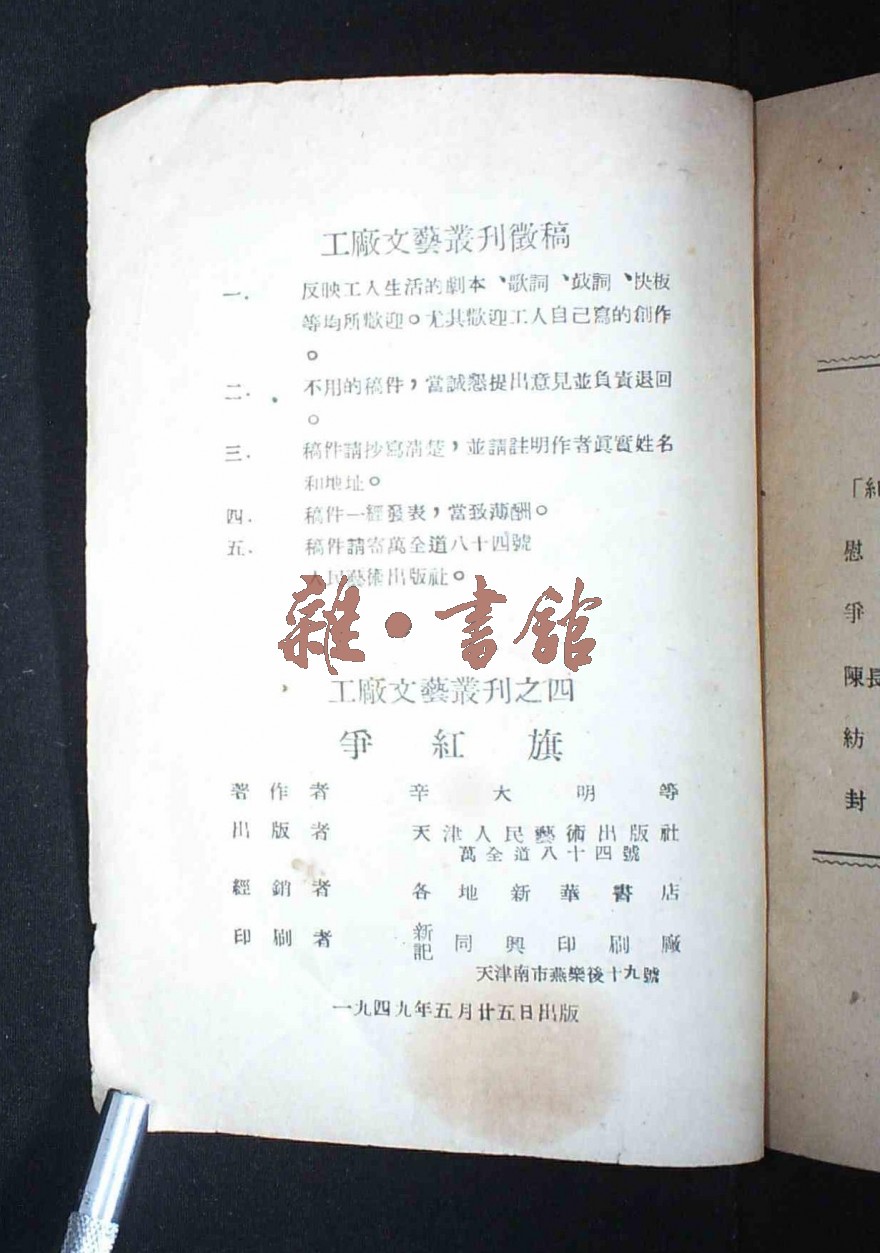 工廠文藝叢刊徵稿
一. 反映工人生活的劇本、歌詞、鼓詞、快板
等均所歡迎。尤其歡迎工人自己寫的創作
。
二. 不用的稿件，當誠懇提出意見並負責退回
。
三. 稿件請抄寫清楚，並請註明作者眞實姓名
和地址。
四. 稿件一經發表，當致薄酬。
五. 稿件請寄萬全道八十四號
人民藝術出版社。
雜·書館
工廠文藝叢刊之四
爭紅旗
著作者 辛大明等
出版者 天津人民藝術出版社
萬全道八十四號
經銷者 各地新華書店
印刷者 新記同興印刷廠
天津南市燕樂後十九號
一九四九年五月廿五日出版
慰
爭
陳長
紡
封